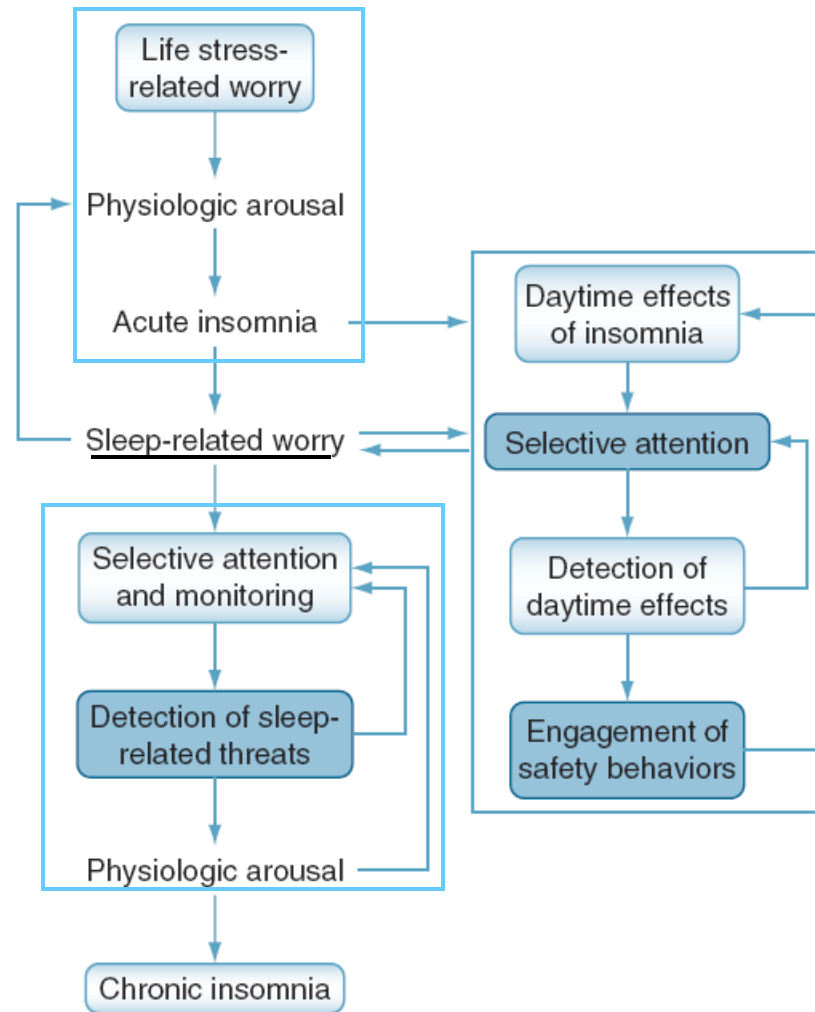 Life stress-
related worry
Physiologic arousal
Acute insomnia
Sleep-related worry
Selective attention
and monitoring
Detection of sleep-
related threats
Physiologic arousal
Chronic insomnia
Daytime effects
of insomnia
Selective attention
Detection of
daytime effects
Engagement of
safety behaviors